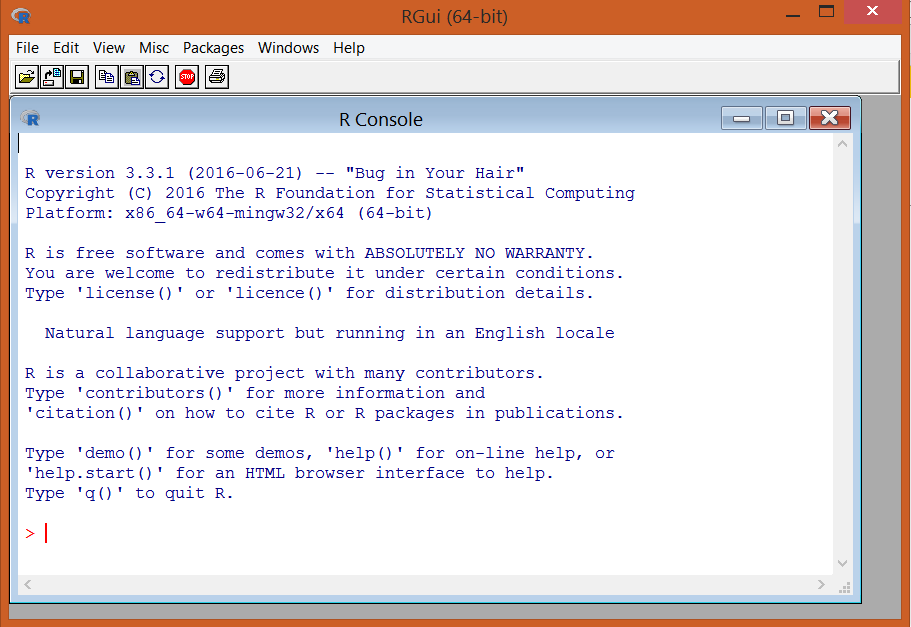 RGui (64-bit)
File Edit View Misc Packages Windows Help
STOP
R Console
R version 3.3.1 (2016-06-21) -- "Bug in Your Hair"
Copyright (C) 2016 The R Foundation for Statistical Computing
Platform: x86_64-w64-mingw32/x64 (64-bit)
R is free software and comes with ABSOLUTELY NO WARRANTY.
You are welcome to redistribute it under certain conditions.
Type 'license()' or 'licence()' for distribution details.
Natural language support but running in an English locale
R is a collaborative project with many contributors.
Type 'contributors()' for more information and
'citation()' on how to cite R or R packages in publications.
Type 'demo()' for some demos, 'help()' for on-line help, or
'help.start()' for an HTML browser interface to help.
Type 'q()' to quit R.
>